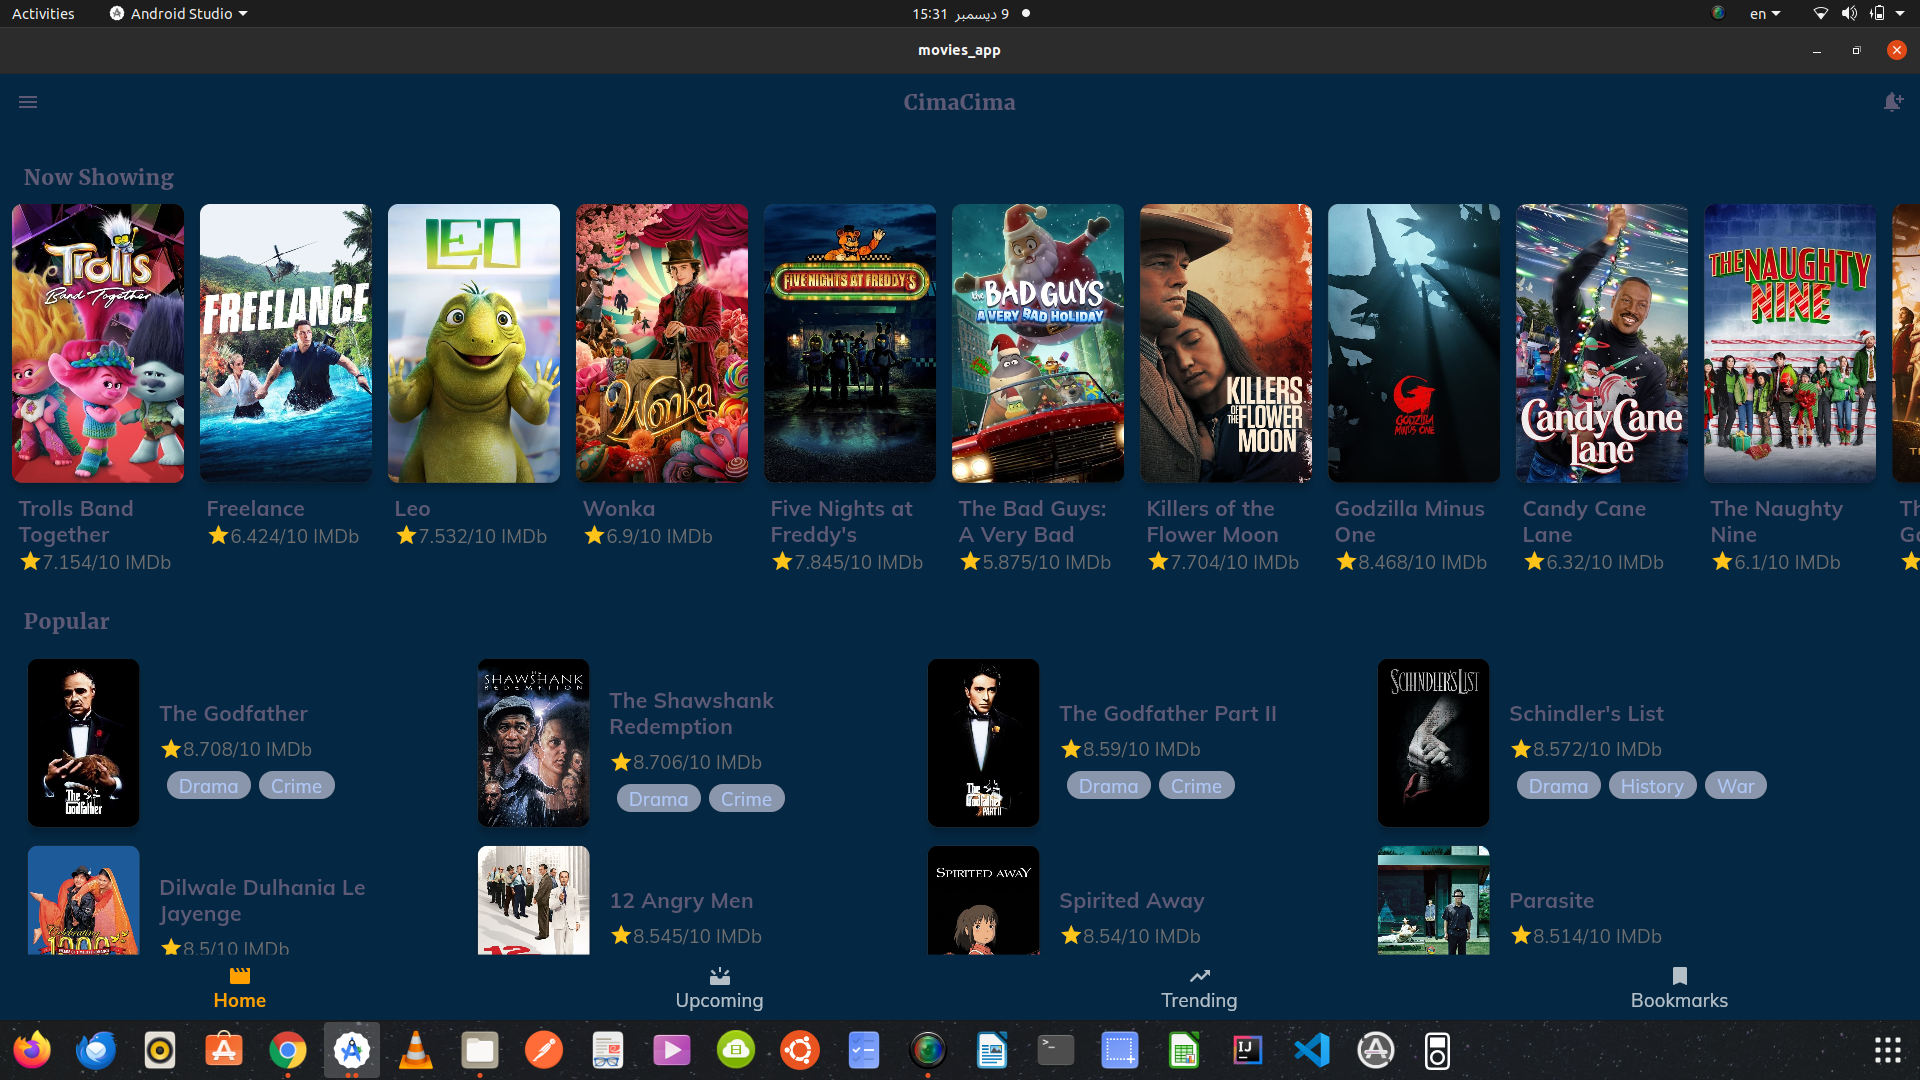 Activities
Android Studio
9 ديسمبر 15:31
en
movies_app
CimaCima
Now Showing
Trolls
Band Together
FREELANCE
LEO
Wonka
FIVE NIGHTS AT FREDDY'S
the BAD GUYS
A VERY BAD HOLIDAY
KILLERS
OF THE FLOWER
MOON
GODZILLA
MINUS ONE
Candy Cane
Lane
THE NAUGHTY
NINE
Trolls Band
Together
7.154/10 IMDb
Freelance
6.424/10 IMDb
Leo
7.532/10 IMDb
Wonka
6.9/10 IMDb
Five Nights at
Freddy's
7.845/10 IMDb
The Bad Guys:
A Very Bad
5.875/10 IMDb
Killers of the
Flower Moon
7.704/10 IMDb
Godzilla Minus
One
8.468/10 IMDb
Candy Cane
Lane
6.32/10 IMDb
The Naughty
Nine
6.1/10 IMDb
Popular
The
Godfather
The Godfather
8.708/10 IMDb
Drama
Crime
THE
SHAWSHANK
REDEMPTION
The Shawshank
Redemption
8.706/10 IMDb
Drama
Crime
The
Godfather
PART II
The Godfather Part II
8.59/10 IMDb
Drama
Crime
SCHINDLER'S LIST
Schindler's List
8.572/10 IMDb
Drama
History
War
Celebrating
Dilwale Dulhania Le
Jayenge
8.5/10 IMDb
12
12 Angry Men
8.545/10 IMDb
SPIRITED AWAY
Spirited Away
8.54/10 IMDb
Parasite
8.514/10 IMDb
Home
Upcoming
Trending
Bookmarks